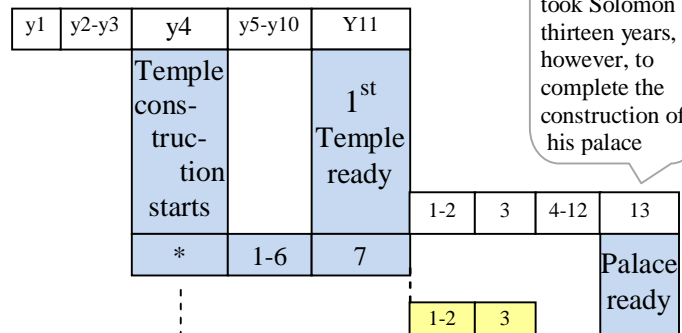 took Solomon
thirteen years,
however, to
complete the
construction of
his palace
y1 y2-y3 y4 y5-y10 Y11
Temple
cons-
truc-
tion
starts
1st
Temple
ready
1-2 3 4-12 13
* 1-6 7
Palace
ready
1-2 3